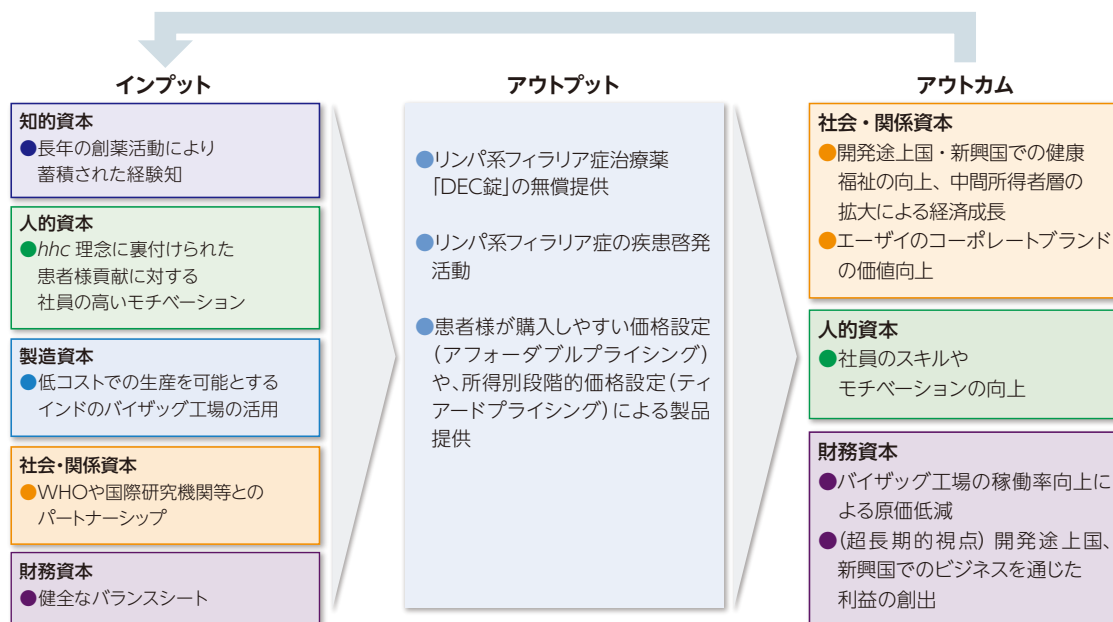 インプット
知的資本
●長年の創薬活動により
蓄積された経験知
人的資本
●hhc 理念に裏付けられた
患者様貢献に対する
社員の高いモチベーション
製造資本
●低コストでの生産を可能とする
インドのバイザッグ工場の活用
社会・関係資本
●WHOや国際研究機関等との
パートナーシップ
財務資本
●健全なバランスシート
アウトプット
●リンパ系フィラリア症治療薬
「DEC錠」の無償提供
●リンパ系フィラリア症の疾患啓発
活動
●患者様が購入しやすい価格設定
(アフォーダブルプライシング)
や、所得別段階的価格設定(ティ
アードプライシング)による製品
提供
アウトカム
社会・関係資本
●開発途上国・新興国での健康
福祉の向上、中間所得者層の
拡大による経済成長
●エーザイのコーポレートブランド
の価値向上
人的資本
●社員のスキルや
モチベーションの向上
財務資本
●バイザッグ工場の稼働率向上に
よる原価低減
●(超長期的視点) 開発途上国、
新興国でのビジネスを通じた
利益の創出